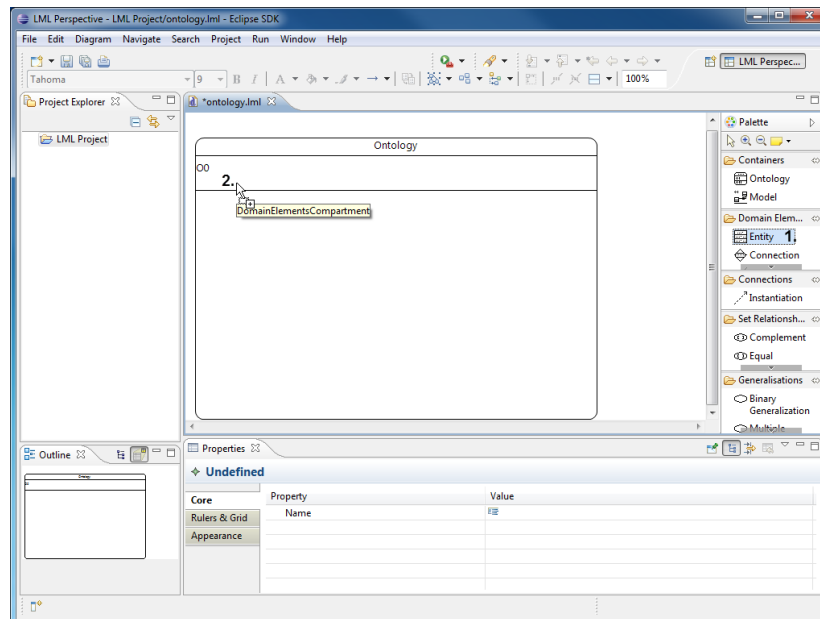 LML Perspective - LML Project/ontology.lml - Eclipse SDK
File Edit Diagram Navigate Search Project Run Window Help
LML Perspec...
Tahoma 9 B I A 100%
Project Explorer
*ontology.lml
LML Project
Ontology
O0
2.
DomainElementsCompartment
Palette
Containers
Ontology
Model
Domain Elem...
Entity 1.
Connection
Connections
Instantiation
Set Relationsh...
Complement
Equal
Generalisations
Binary
Generalization
Multiple
Outline
Properties
Undefined
Core
Rulers & Grid
Appearance
Property Value
Name